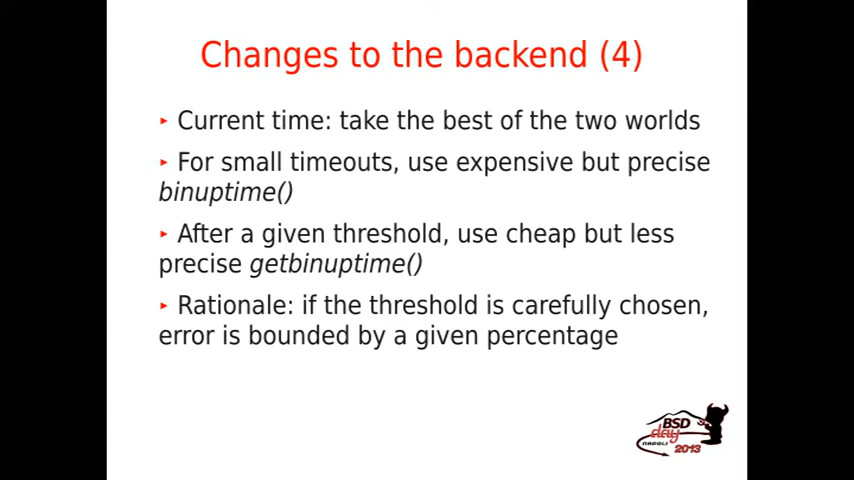 Changes to the backend (4)
‣ Current time: take the best of the two worlds
‣ For small timeouts, use expensive but precise
binuptime()
‣ After a given threshold, use cheap but less
precise getbinuptime()
‣ Rationale: if the threshold is carefully chosen,
error is bounded by a given percentage
BSD
day
NAPOLI
2013